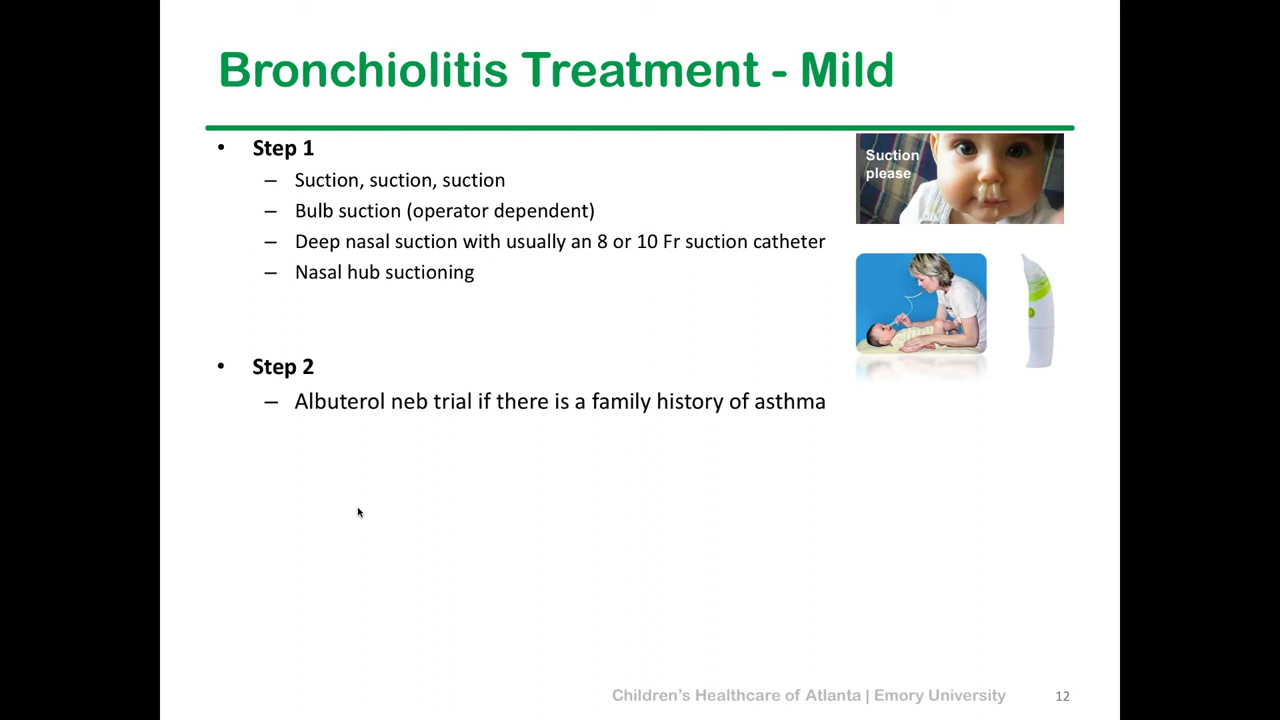 Bronchiolitis Treatment - Mild
• Step 1
– Suction, suction, suction
– Bulb suction (operator dependent)
– Deep nasal suction with usually an 8 or 10 Fr suction catheter
– Nasal hub suctioning
Suction
please
• Step 2
– Albuterol neb trial if there is a family history of asthma
Children’s Healthcare of Atlanta | Emory University
12